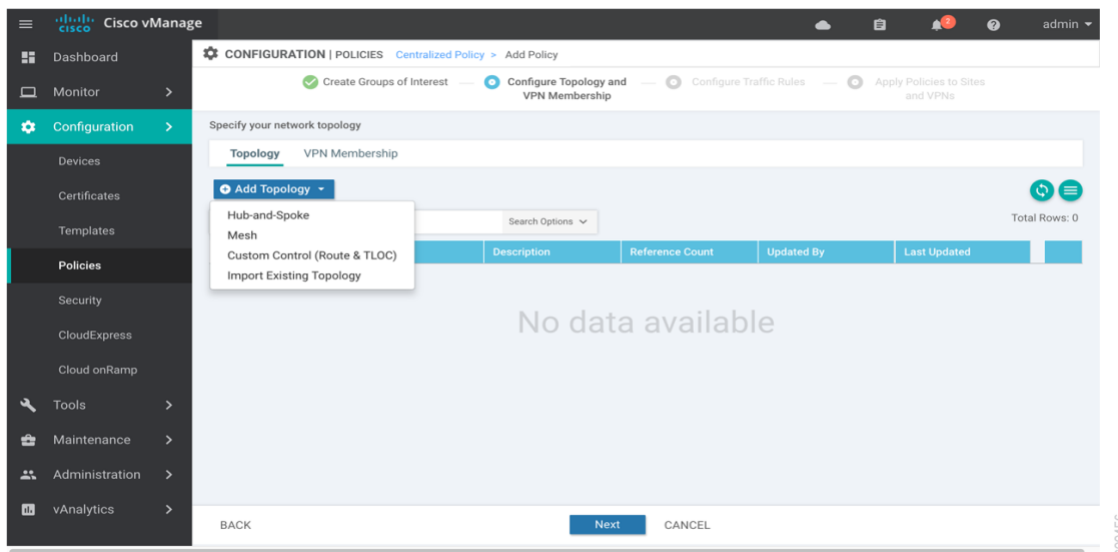 cisco Cisco vManage
2
admin
Dashboard
Monitor
Configuration
Devices
Certificates
Templates
Policies
Security
CloudExpress
Cloud onRamp
Tools
Maintenance
Administration
vAnalytics
CONFIGURATION | POLICIES Centralized Policy > Add Policy
Create Groups of Interest
Configure Topology and
VPN Membership
Configure Traffic Rules
Apply Policies to Sites
and VPNs
Specify your network topology
Topology VPN Membership
Add Topology
Hub-and-Spoke
Mesh
Custom Control (Route & TLOC)
Import Existing Topology
Search Options
Total Rows: 0
Description Reference Count Updated By Last Updated
No data available
BACK Next CANCEL